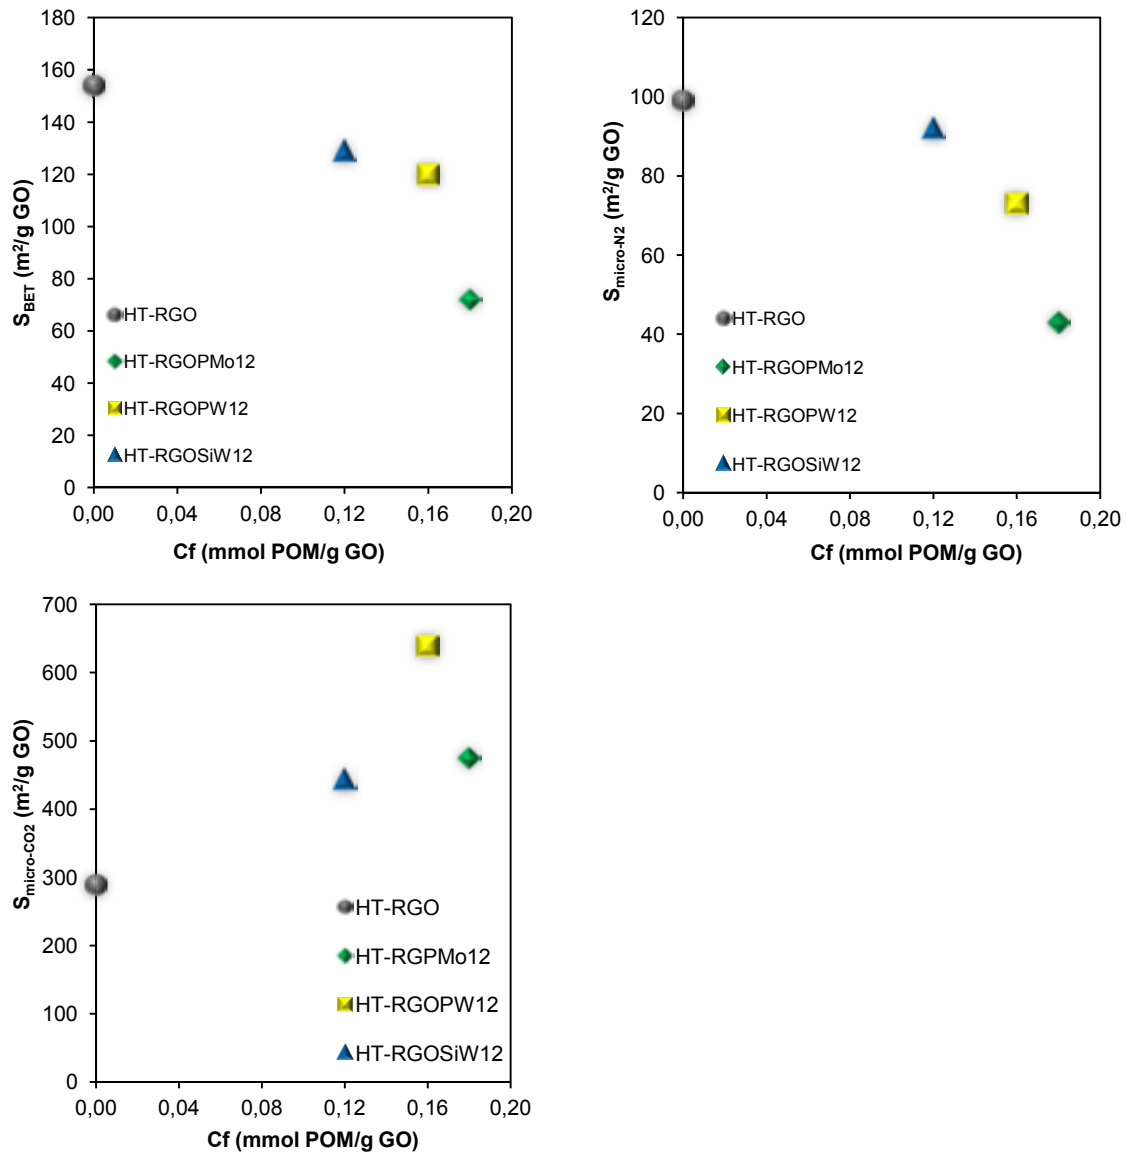 180
160
140
120
100
80
60
40
20
0
S_BET (m²/g GO)
HT-RGO
HT-RGOPMo12
HT-RGOPW12
HT-RGOSiW12
0,00 0,04 0,08 0,12 0,16 0,20
Cf (mmol POM/g GO)
120
100
80
60
40
20
0
S_micro-N2 (m²/g GO)
HT-RGO
HT-RGOPMo12
HT-RGOPW12
HT-RGOSiW12
0,00 0,04 0,08 0,12 0,16 0,20
Cf (mmol POM/g GO)
700
600
500
400
300
200
100
0
S_micro-CO2 (m²/g GO)
HT-RGO
HT-RGPMo12
HT-RGOPW12
HT-RGOSiW12
0,00 0,04 0,08 0,12 0,16 0,20
Cf (mmol POM/g GO)